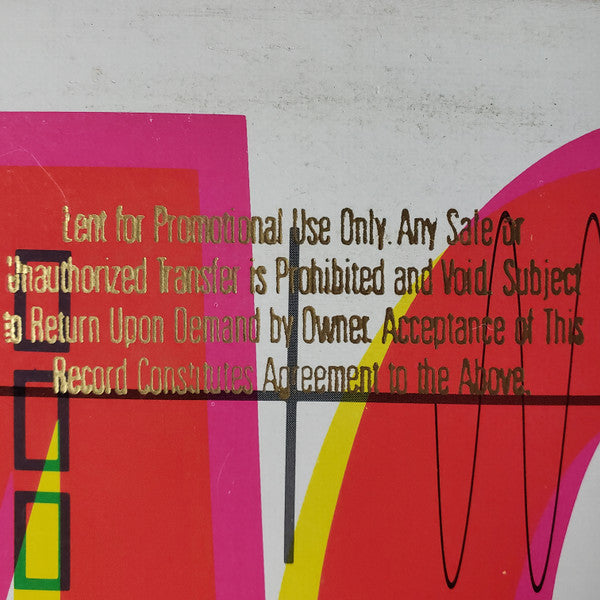 Lent for Promotional Use Only. Any Sale or
Unauthorized Transfer is Prohibited and Void. Subject
to Return Upon Demand by Owner. Acceptance of This
Record Constitutes Agreement to the Above.